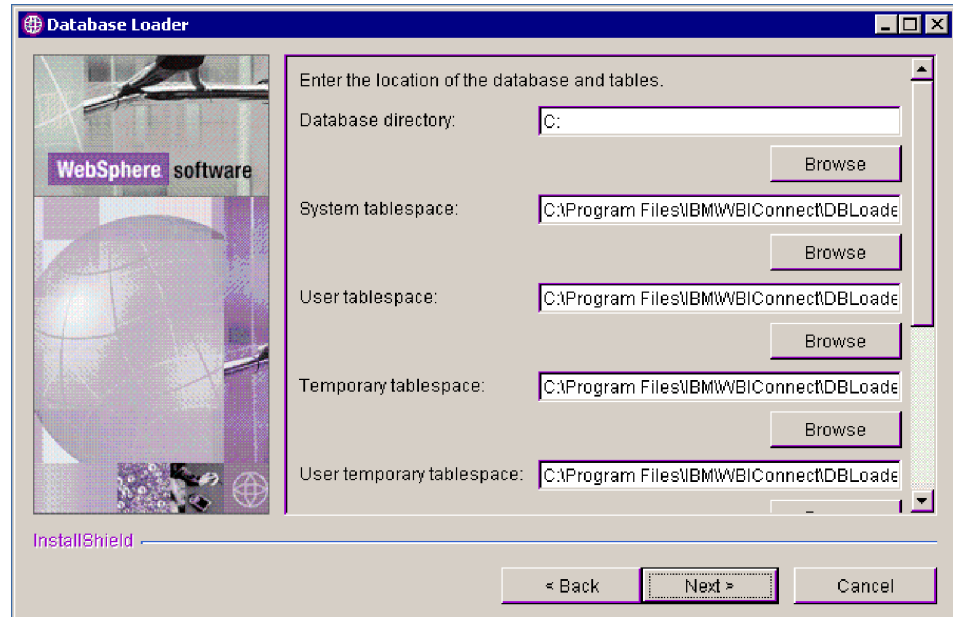 Database Loader
WebSphere software
Enter the location of the database and tables.
Database directory:
C:
Browse
System tablespace:
C:\Program Files\IBM\WBIConnect\DBLoade
Browse
User tablespace:
C:\Program Files\IBM\WBIConnect\DBLoade
Browse
Temporary tablespace:
C:\Program Files\IBM\WBIConnect\DBLoade
Browse
User temporary tablespace:
C:\Program Files\IBM\WBIConnect\DBLoade
InstallShield
< Back
Next >
Cancel